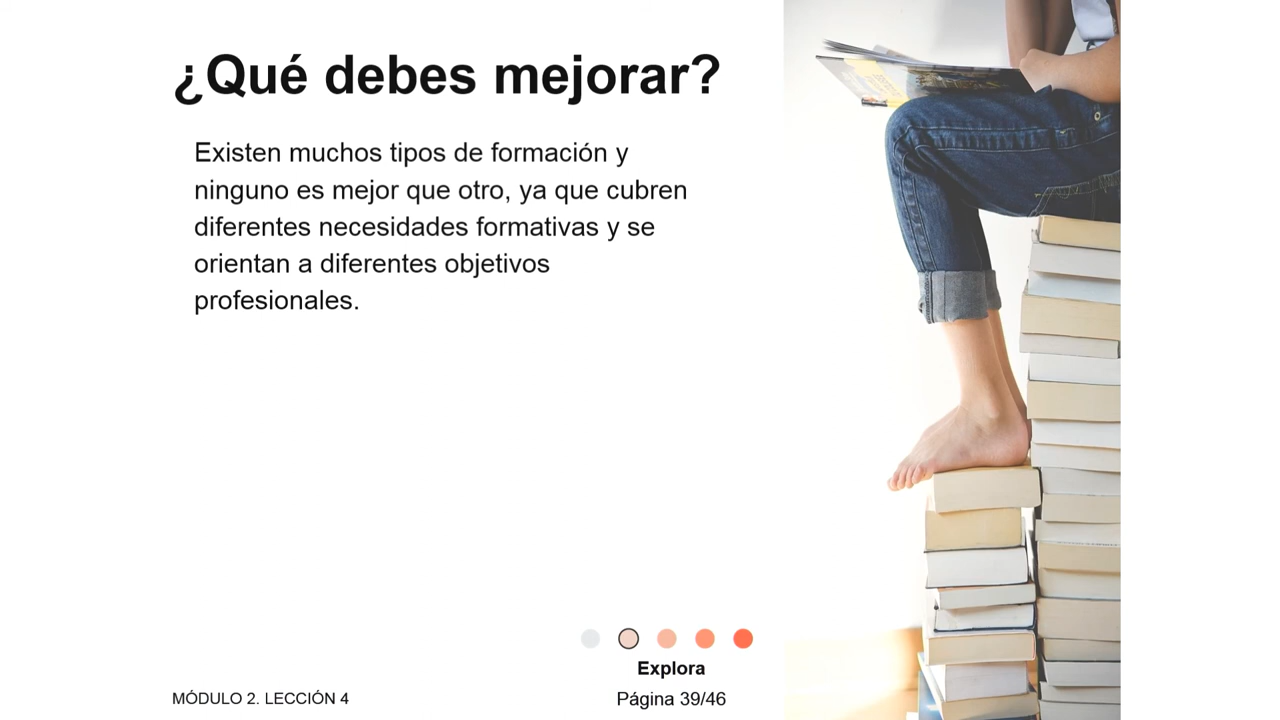 ¿Qué debes mejorar?
Existen muchos tipos de formación y
ninguno es mejor que otro, ya que cubren
diferentes necesidades formativas y se
orientan a diferentes objetivos
profesionales.
Explora
MÓDULO 2. LECCIÓN 4
Página 39/46